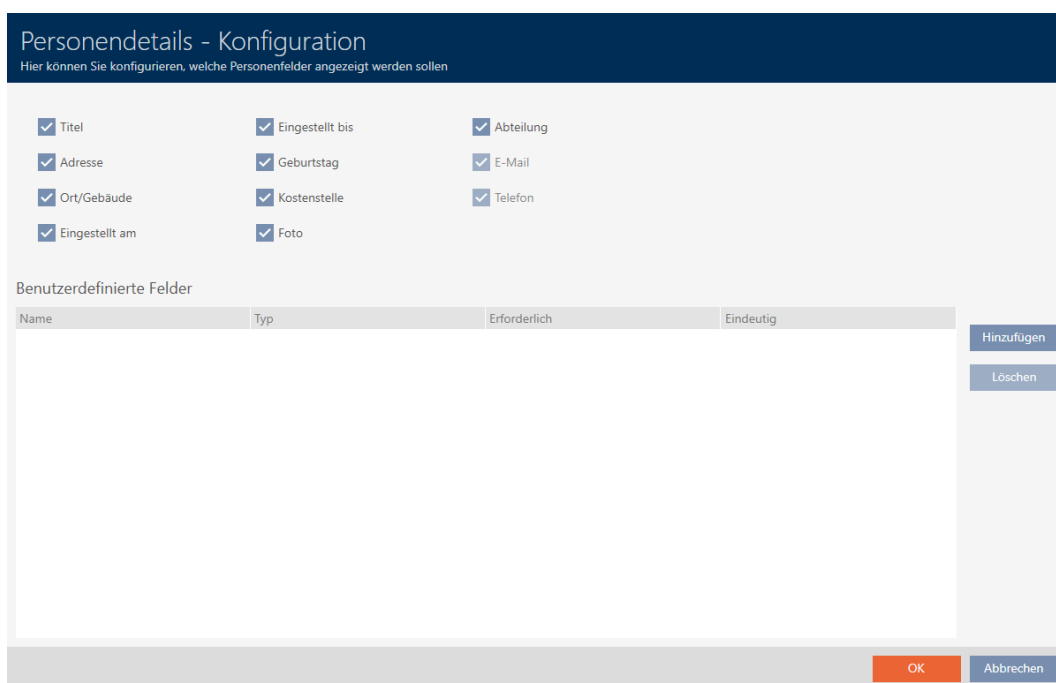 Personendetails - Konfiguration
Hier können Sie konfigurieren, welche Personenfelder angezeigt werden sollen
Titel
Eingestellt bis
Abteilung
Adresse
Geburtstag
E-Mail
Ort/Gebäude
Kostenstelle
Telefon
Eingestellt am
Foto
Benutzerdefinierte Felder
Name
Typ
Erforderlich
Eindeutig
Hinzufügen
Löschen
OK
Abbrechen